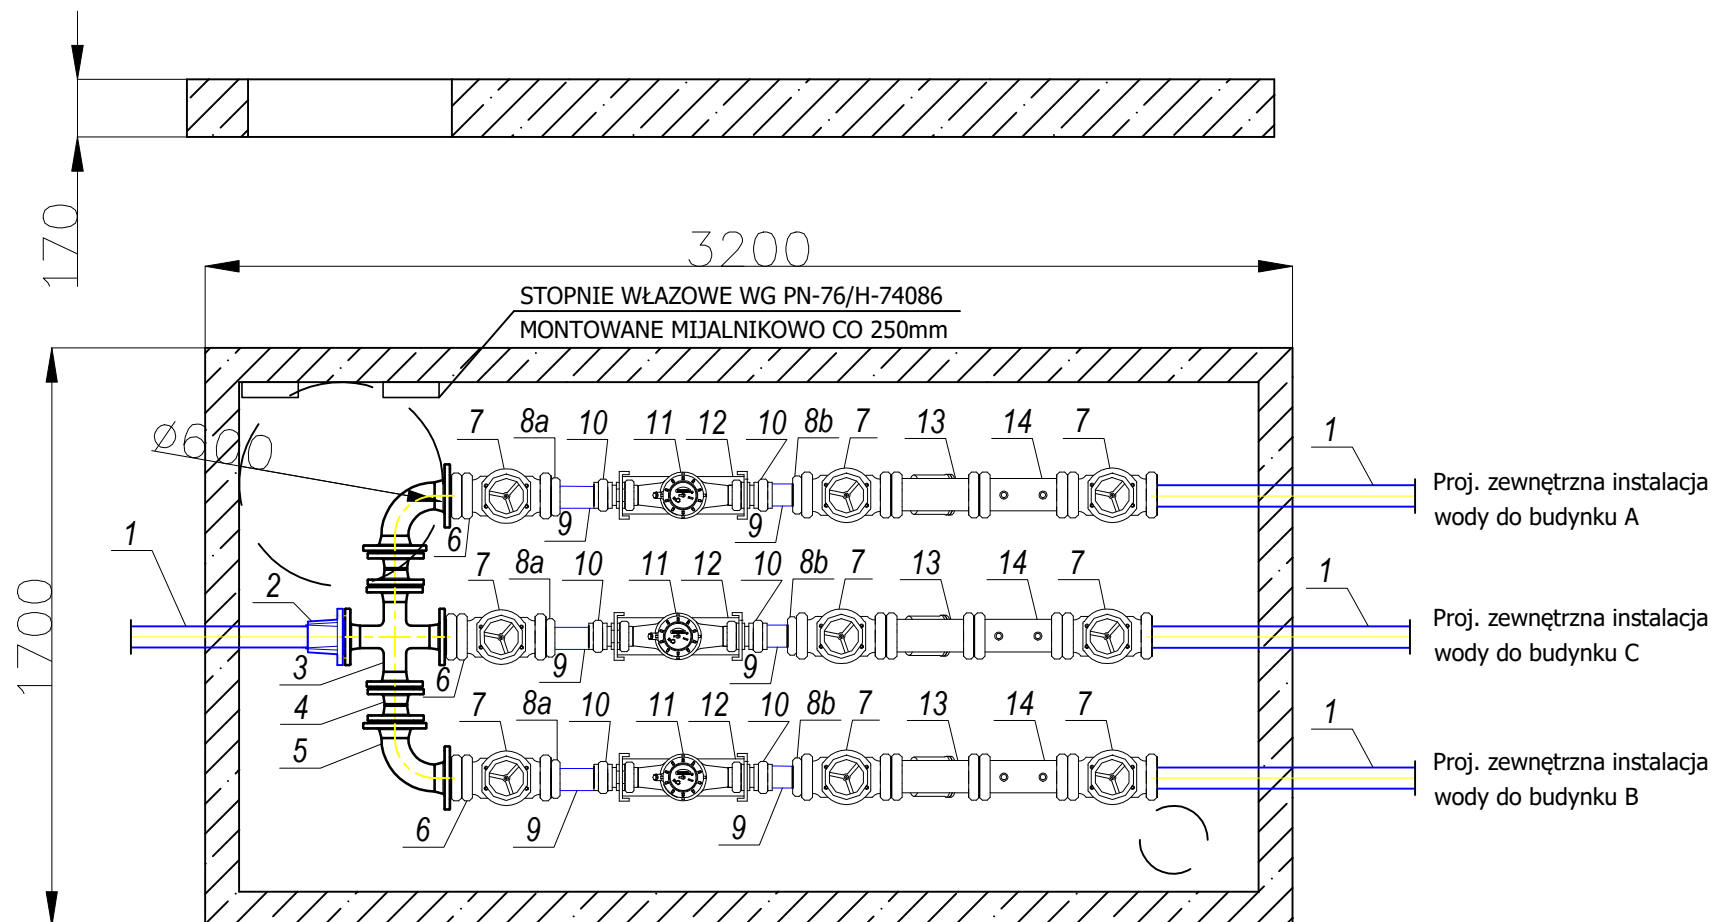 170
3200
STOPNIE WŁAZOWE WG PN-76/H-74086
MONTOWANE MIJALNIKOWO CO 250mm
1700
ø600
7 8a 10 11 12 10 8b 7 13 14 7
1
Proj. zewnętrzna instalacja
wody do budynku A
6 9 9
1
7 8a 10 11 12 10 8b 7 13 14 7
2
1
Proj. zewnętrzna instalacja
wody do budynku C
3
6 9 9
4
5
7 8a 10 11 12 10 8b 7 13 14 7
1
Proj. zewnętrzna instalacja
wody do budynku B
6 9 9